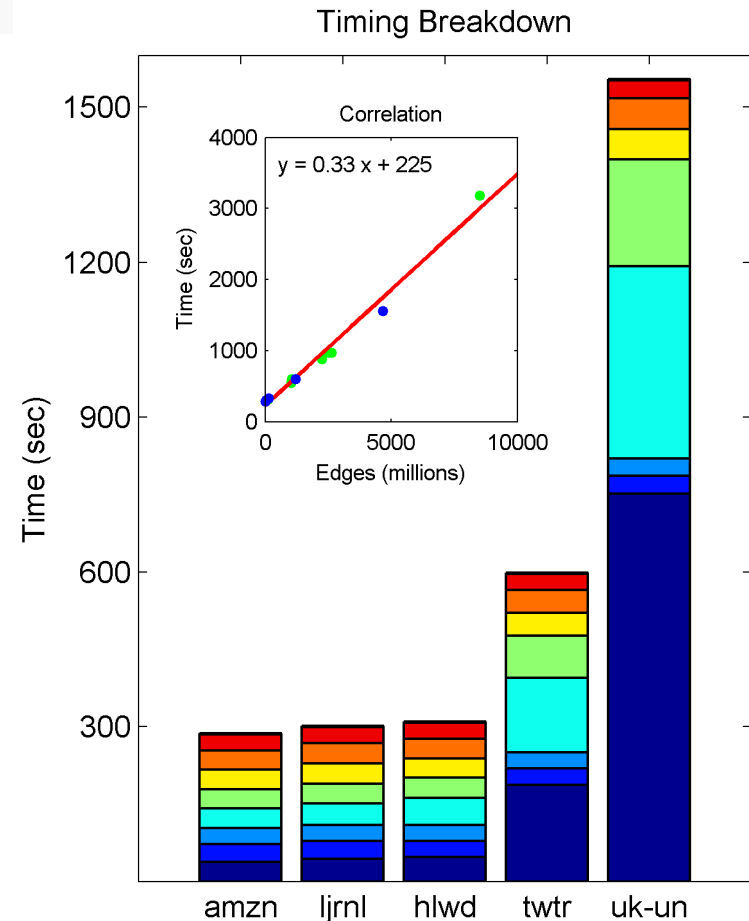 Timing Breakdown
1500
1200
900
600
300
Time (sec)
Correlation
y = 0.33 x + 225
4000
3000
2000
1000
0
Time (sec)
0 5000 10000
Edges (millions)
amzn ljrnl hlwd twtr uk-un